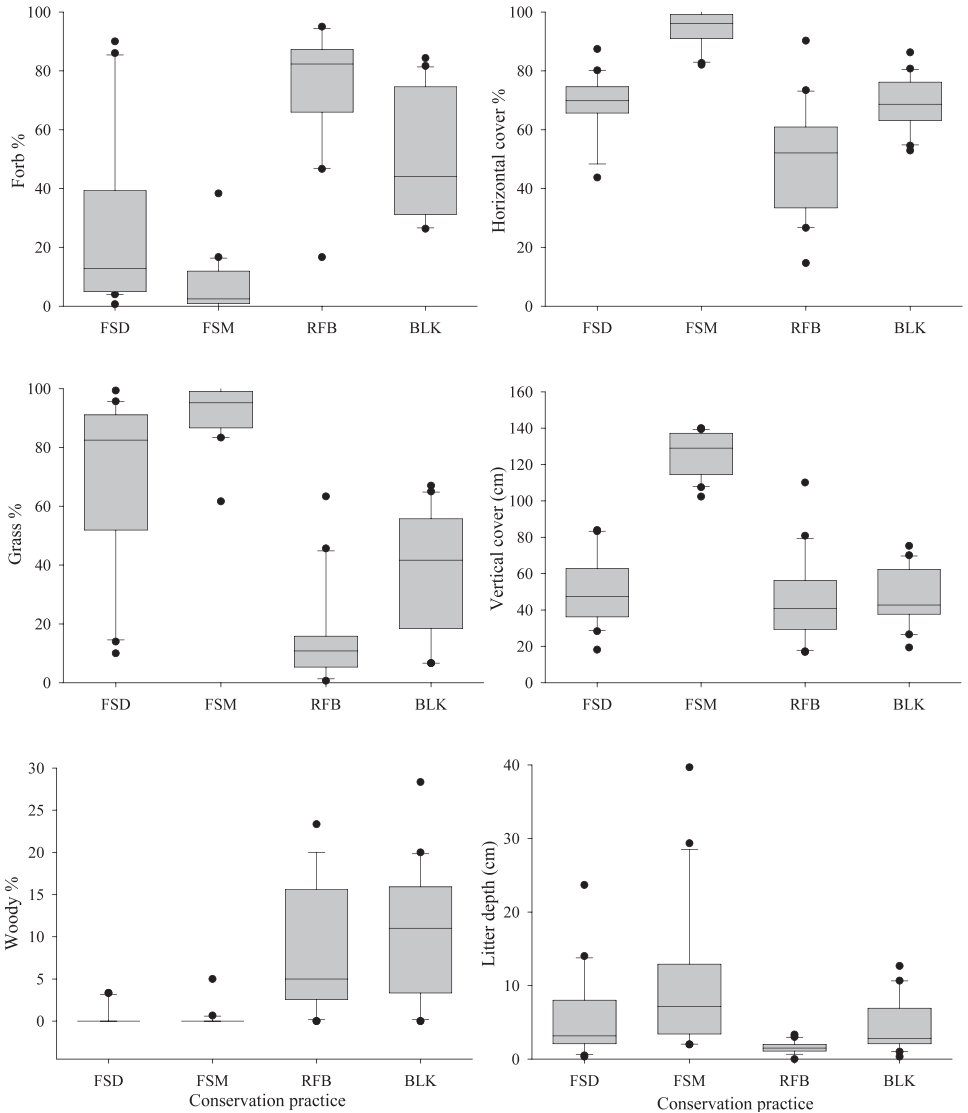 Forb %
100
80
60
40
20
0
FSD FSM RFB BLK
Horizontal cover %
100
80
60
40
20
0
FSD FSM RFB BLK
Grass %
100
80
60
40
20
0
FSD FSM RFB BLK
Vertical cover (cm)
160
140
120
100
80
60
40
20
0
FSD FSM RFB BLK
Woody %
30
25
20
15
10
5
0
FSD FSM RFB BLK
Conservation practice
Litter depth (cm)
40
30
20
10
0
FSD FSM RFB BLK
Conservation practice